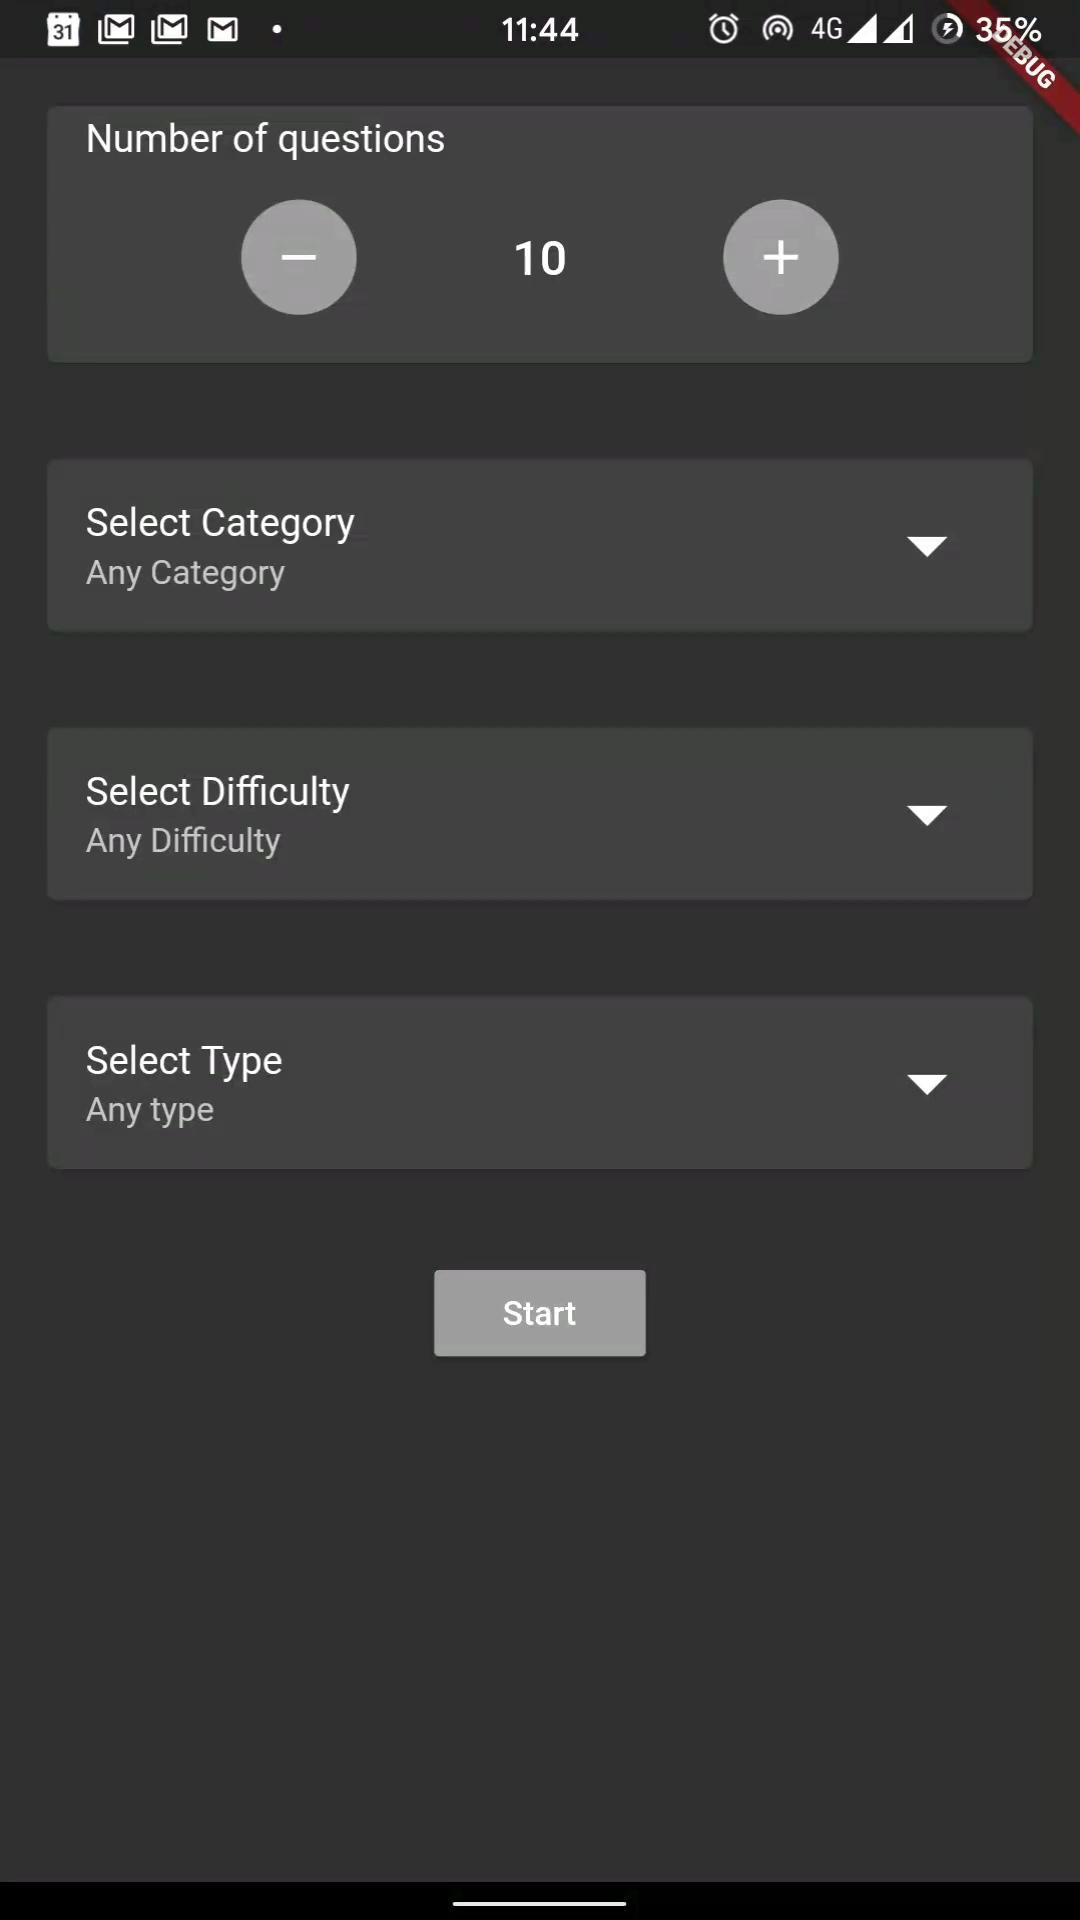 31
11:44
4G
35%
DEBUG
Number of questions
10
Select Category
Any Category
Select Difficulty
Any Difficulty
Select Type
Any type
Start